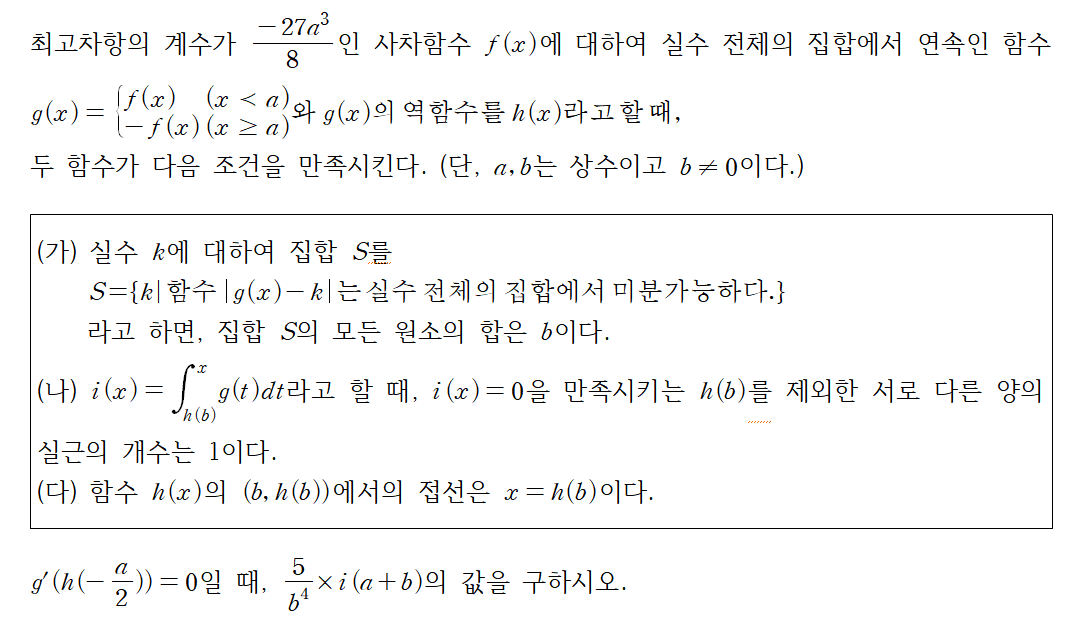 최고차항의 계수가 $\frac{-27a^3}{8}$인 사차함수 $f(x)$에 대하여 실수 전체의 집합에서 연속인 함수
$g(x)=\begin{cases}f(x) & (x<a)\\-f(x) & (x\geq a)\end{cases}$와 $g(x)$의 역함수를 $h(x)$라고 할 때,
두 함수가 다음 조건을 만족시킨다. (단, $a, b$는 상수이고 $b\neq 0$이다.)
(가) 실수 $k$에 대하여 집합 $S$를
$S=\{k|$함수 $|g(x)-k|$는 실수 전체의 집합에서 미분가능하다.$\}$
라고 하면, 집합 $S$의 모든 원소의 합은 $b$이다.
(나) $i(x)=\int_{h(b)}^{x}g(t)dt$라고 할 때, $i(x)=0$을 만족시키는 $h(b)$를 제외한 서로 다른 양의
실근의 개수는 1이다.
(다) 함수 $h(x)$의 $(b, h(b))$에서의 접선은 $x=h(b)$이다.
$g'(h(-\frac{a}{2}))=0$일 때, $\frac{5}{b^4}\times i(a+b)$의 값을 구하시오.